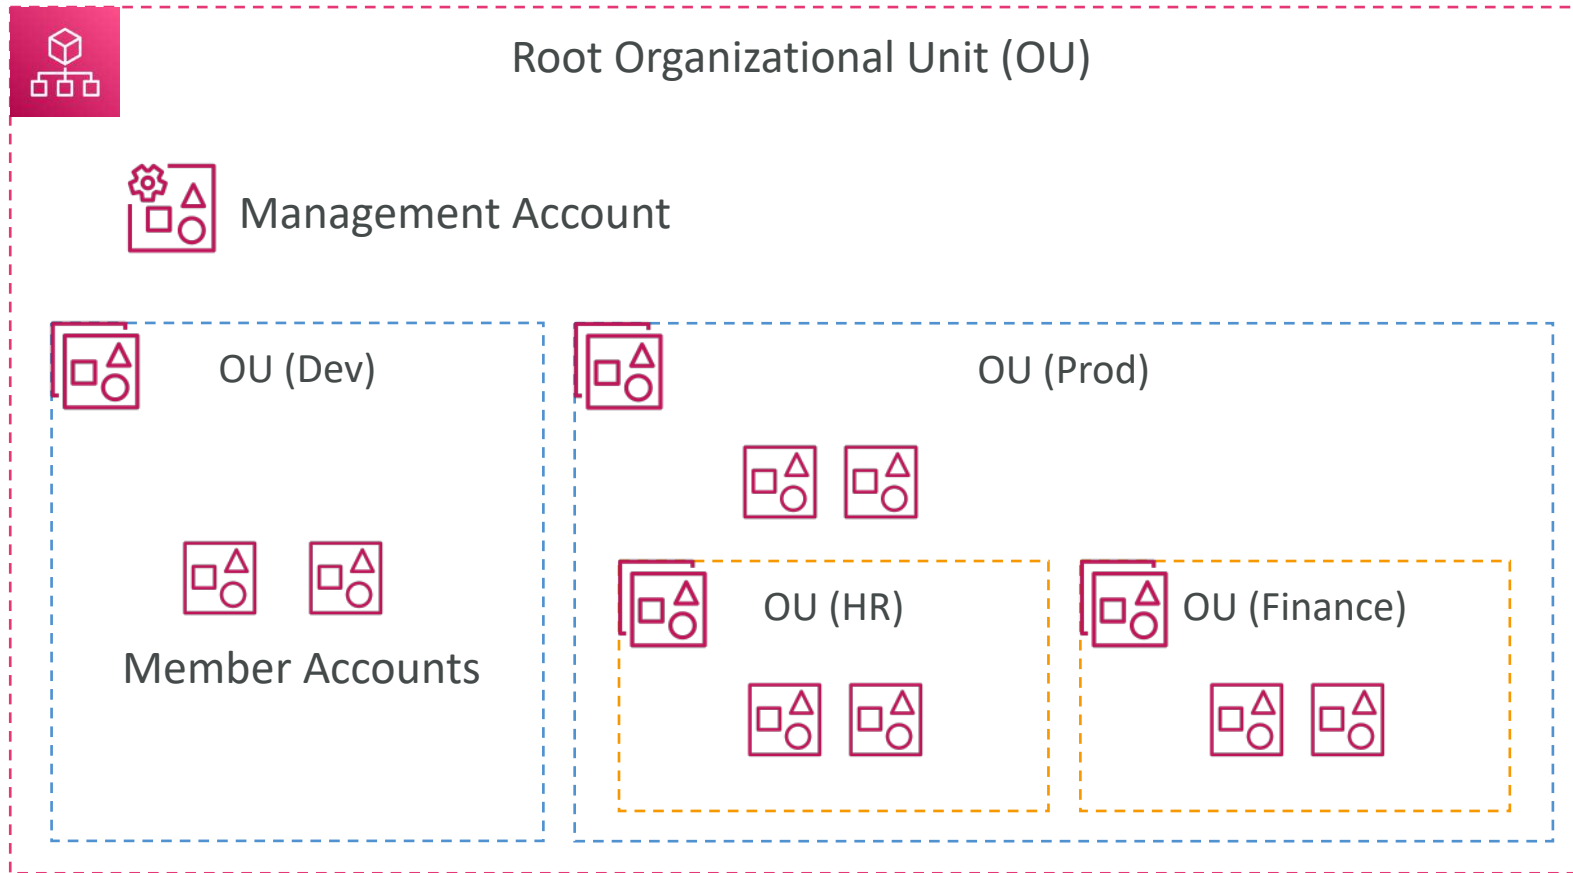 Root Organizational Unit (OU)
Management Account
OU (Dev)
OU (Prod)
Member Accounts
OU (HR)
OU (Finance)